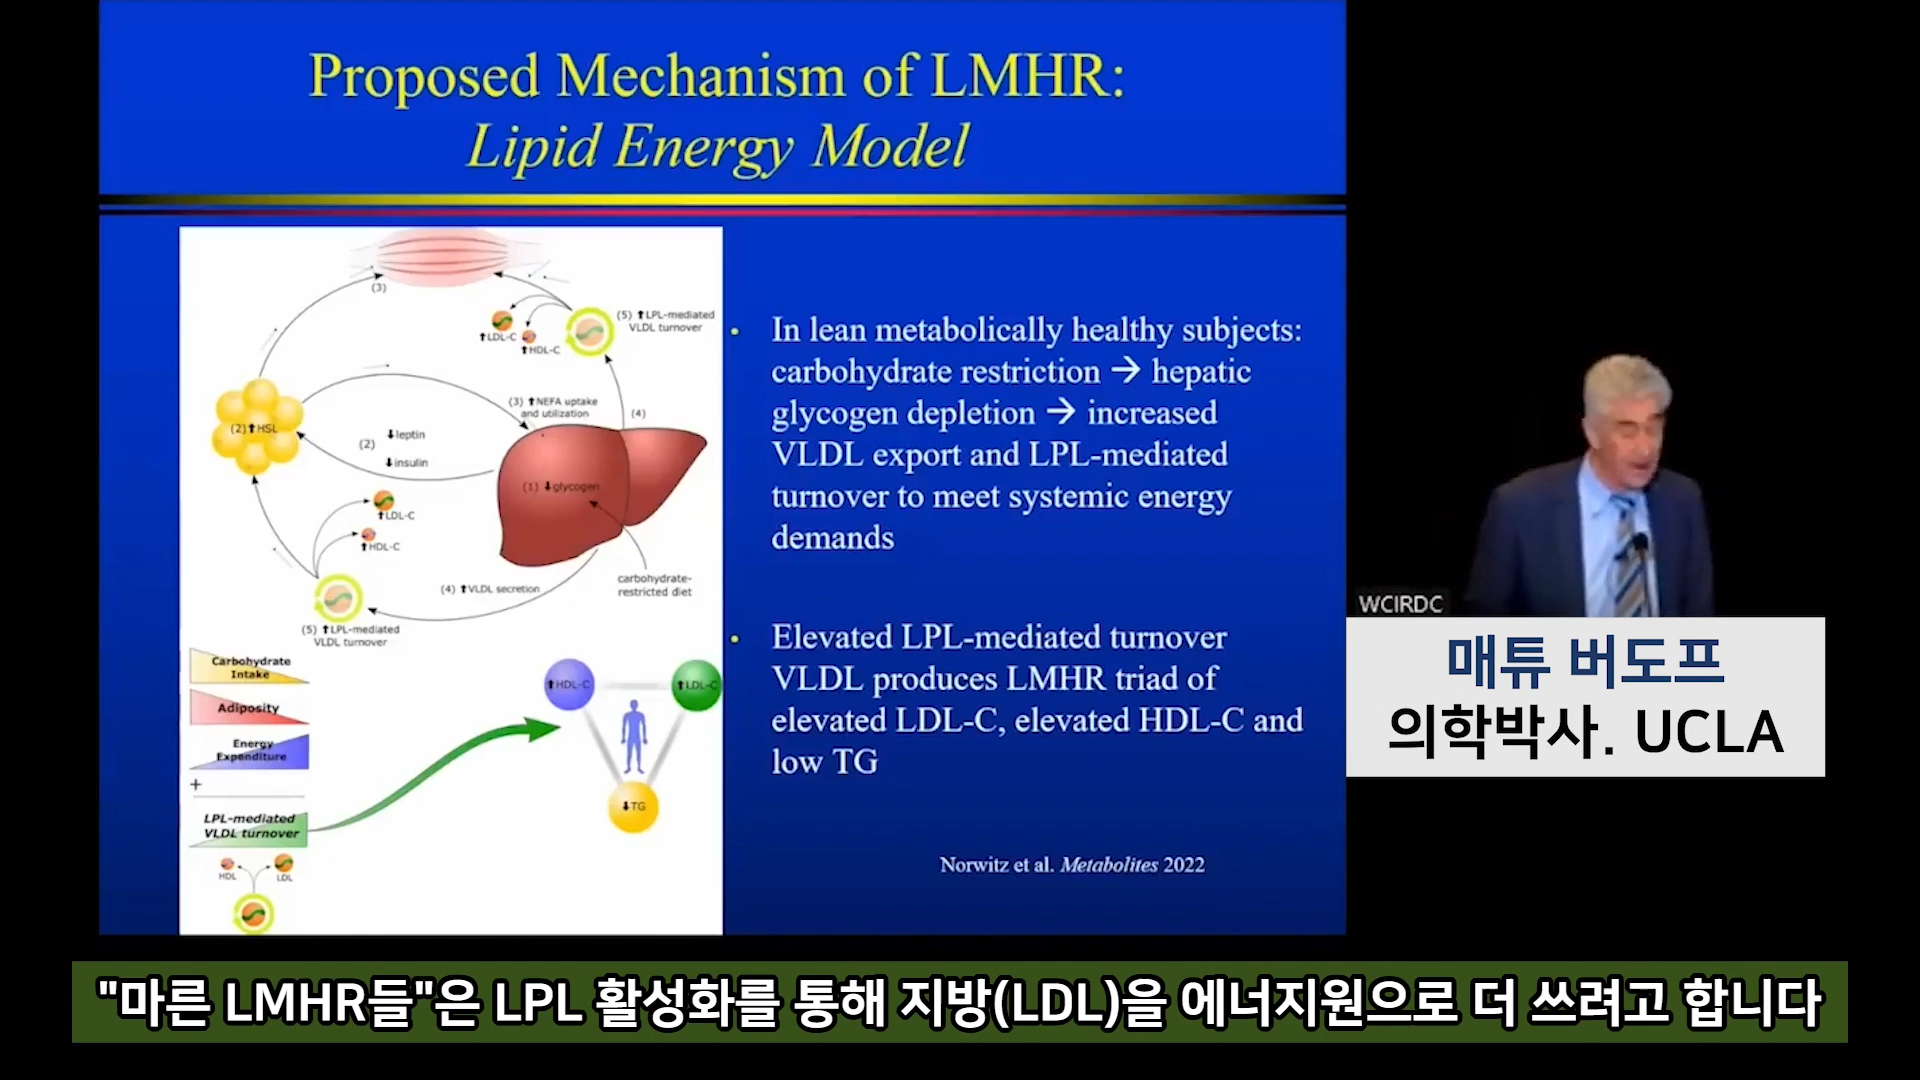 Proposed Mechanism of LMHR:
Lipid Energy Model
(3)
(5) ⬆LPL-mediated
VLDL turnover
⬆LDL-C
⬆HDL-C
(3) ⬆NEFA uptake
and utilization
(4)
(2)⬆HSL
(2)
⬇leptin
⬇insulin
(1) ⬇glycogen
⬆LDL-C
⬆HDL-C
(4) ⬆VLDL secretion
carbohydrate-
restricted diet
(5) ⬆LPL-mediated
VLDL turnover
Carbohydrate
Intake
Adiposity
Energy
Expenditure
+
LPL-mediated
VLDL turnover
HDL
LDL
⬆HDL-C
⬆LDL-C
⬇TG
• In lean metabolically healthy subjects:
carbohydrate restriction → hepatic
glycogen depletion → increased
VLDL export and LPL-mediated
turnover to meet systemic energy
demands
• Elevated LPL-mediated turnover
VLDL produces LMHR triad of
elevated LDL-C, elevated HDL-C and
low TG
Norwitz et al. Metabolites 2022
WCIRDC
매튜 버도프
의학박사. UCLA
"마른 LMHR들"은 LPL 활성화를 통해 지방(LDL)을 에너지원으로 더 쓰려고 합니다